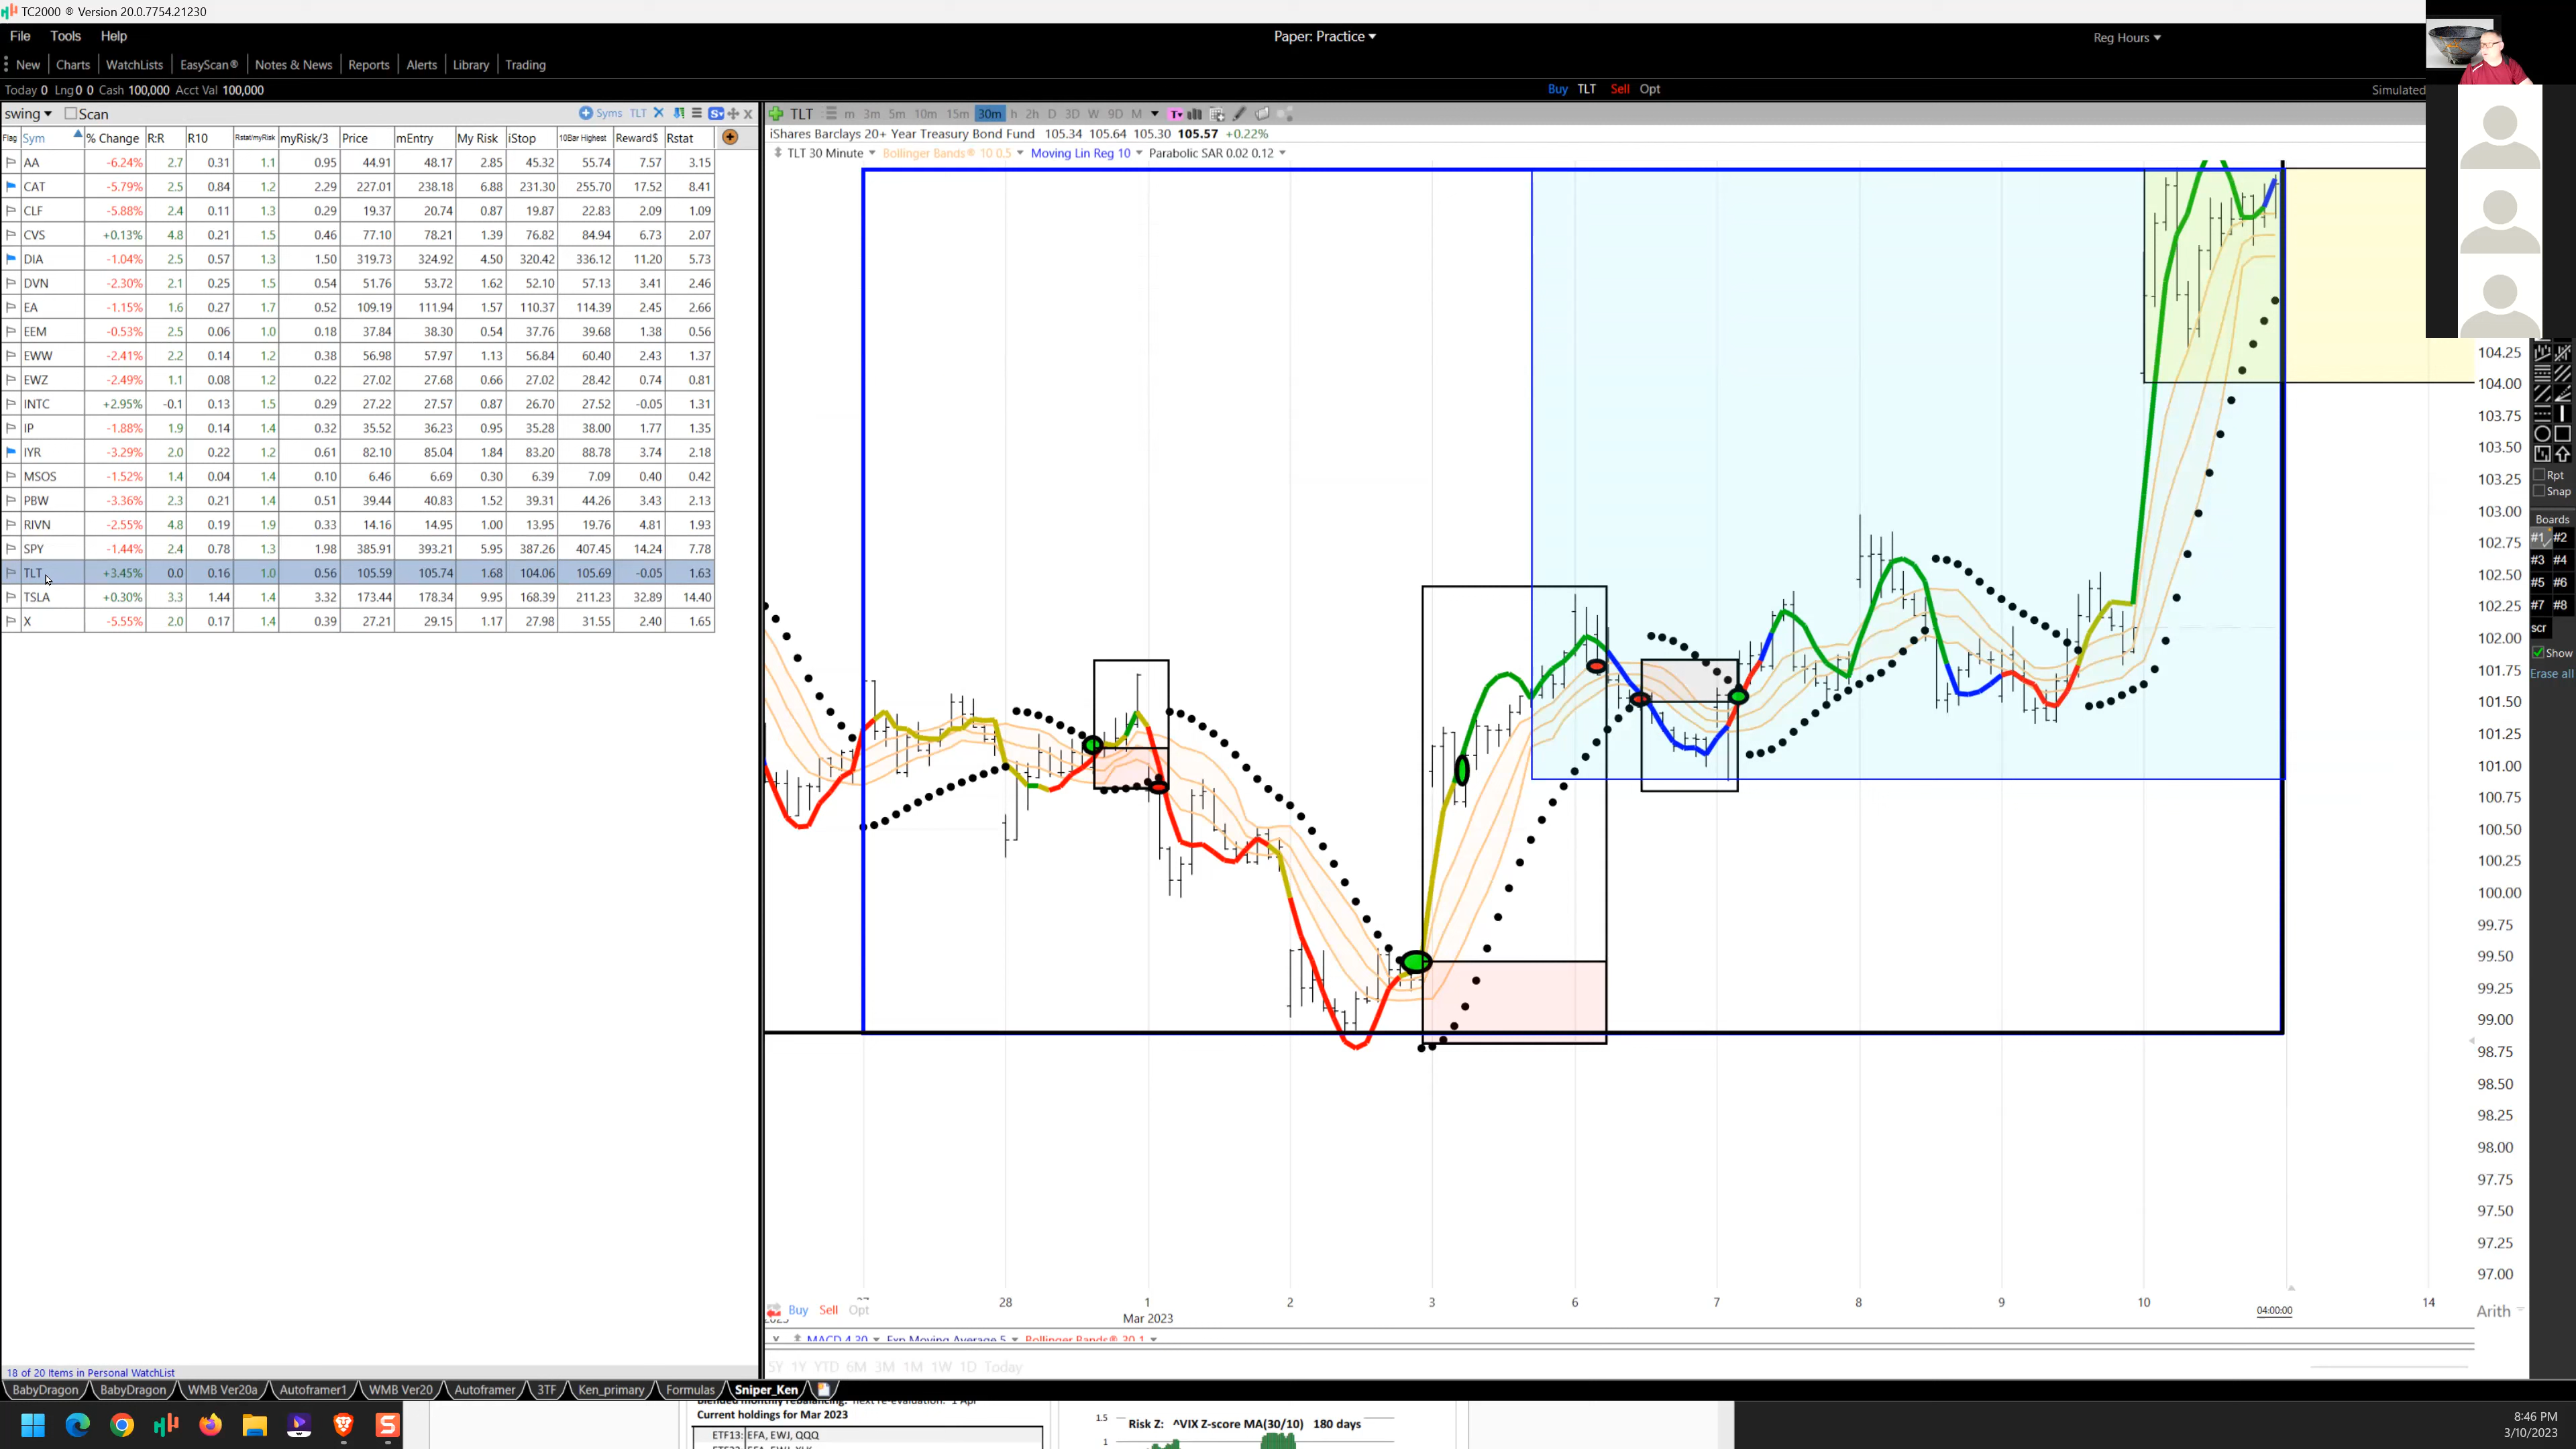 TC2000 ® Version 20.0.7754.21230
File Tools Help
Paper: Practice
Reg Hours
New Charts WatchLists EasyScan® Notes & News Reports Alerts Library Trading
Today 0 Lng 0 0 Cash 100,000 Acct Val 100,000
Buy TLT Sell Opt
Simulated
swing Scan Syms TLT
Flag Sym % Change R:R R10 Rstat/myRisk myRisk/3 Price mEntry My Risk iStop 10Bar Highest Reward$ Rstat
AA -6.24% 2.7 0.31 1.1 0.95 44.91 48.17 2.85 45.32 55.74 7.57 3.15
CAT -5.79% 2.5 0.84 1.2 2.29 227.01 238.18 6.88 231.30 255.70 17.52 8.41
CLF -5.88% 2.4 0.11 1.3 0.29 19.37 20.74 0.87 19.87 22.83 2.09 1.09
CVS +0.13% 4.8 0.21 1.5 0.46 77.10 78.21 1.39 76.82 84.94 6.73 2.07
DIA -1.04% 2.5 0.57 1.3 1.50 319.73 324.92 4.50 320.42 336.12 11.20 5.73
DVN -2.30% 2.1 0.25 1.5 0.54 51.76 53.72 1.62 52.10 57.13 3.41 2.46
EA -1.15% 1.6 0.27 1.7 0.52 109.19 111.94 1.57 110.37 114.39 2.45 2.66
EEM -0.53% 2.5 0.06 1.0 0.18 37.84 38.30 0.54 37.76 39.68 1.38 0.56
EWW -2.41% 2.2 0.14 1.2 0.38 56.98 57.97 1.13 56.84 60.40 2.43 1.37
EWZ -2.49% 1.1 0.08 1.2 0.22 27.02 27.68 0.66 27.02 28.42 0.74 0.81
INTC +2.95% -0.1 0.13 1.5 0.29 27.22 27.57 0.87 26.70 27.52 -0.05 1.31
IP -1.88% 1.9 0.14 1.4 0.32 35.52 36.23 0.95 35.28 38.00 1.77 1.35
IYR -3.29% 2.0 0.22 1.2 0.61 82.10 85.04 1.84 83.20 88.78 3.74 2.18
MSOS -1.52% 1.4 0.04 1.4 0.10 6.46 6.69 0.30 6.39 7.09 0.40 0.42
PBW -3.36% 2.3 0.21 1.4 0.51 39.44 40.83 1.52 39.31 44.26 3.43 2.13
RIVN -2.55% 4.8 0.19 1.9 0.33 14.16 14.95 1.00 13.95 19.76 4.81 1.93
SPY -1.44% 2.4 0.78 1.3 1.98 385.91 393.21 5.95 387.26 407.45 14.24 7.78
TLT +3.45% 0.0 0.16 1.0 0.56 105.59 105.74 1.68 104.06 105.69 -0.05 1.63
TSLA +0.30% 3.3 1.44 1.4 3.32 173.44 178.34 9.95 168.39 211.23 32.89 14.40
X -5.55% 2.0 0.17 1.4 0.39 27.21 29.15 1.17 27.98 31.55 2.40 1.65
18 of 20 Items in Personal WatchList
TLT m 3m 5m 10m 15m 30m h 2h D 3D W 9D M
iShares Barclays 20+ Year Treasury Bond Fund 105.34 105.64 105.30 105.57 +0.22%
TLT 30 Minute Bollinger Bands® 10 0.5 Moving Lin Reg 10 Parabolic SAR 0.02 0.12
104.25
104.00
103.75
103.50
103.25
103.00
102.75
102.50
102.25
102.00
101.75
101.50
101.25
101.00
100.75
100.50
100.25
100.00
99.75
99.50
99.25
99.00
98.75
98.50
98.25
98.00
97.75
97.50
97.25
97.00
Arith
Rpt
Snap
Boards
#1 #2
#3 #4
#5 #6
#7 #8
scr
Show
Erase all
28 1 2 3 6 7 8 9 10 14
Mar 2023
04:00:00
Buy Sell Opt
MACD 4 30 Exp Moving Average 5 Bollinger Bands® 30 1
5Y 1Y YTD 6M 3M 1M 1W 1D Today
BabyDragon BabyDragon WMB Ver20a Autoframer1 WMB Ver20 Autoframer 3TF Ken_primary Formulas Sniper_Ken
Blended monthly rebalancing: next re-evaluation: 1 Apr
Current holdings for Mar 2023
ETF13: EFA, EWJ, QQQ
1.5
1
Risk Z: ^VIX Z-score MA(30/10) 180 days
8:46 PM
3/10/2023